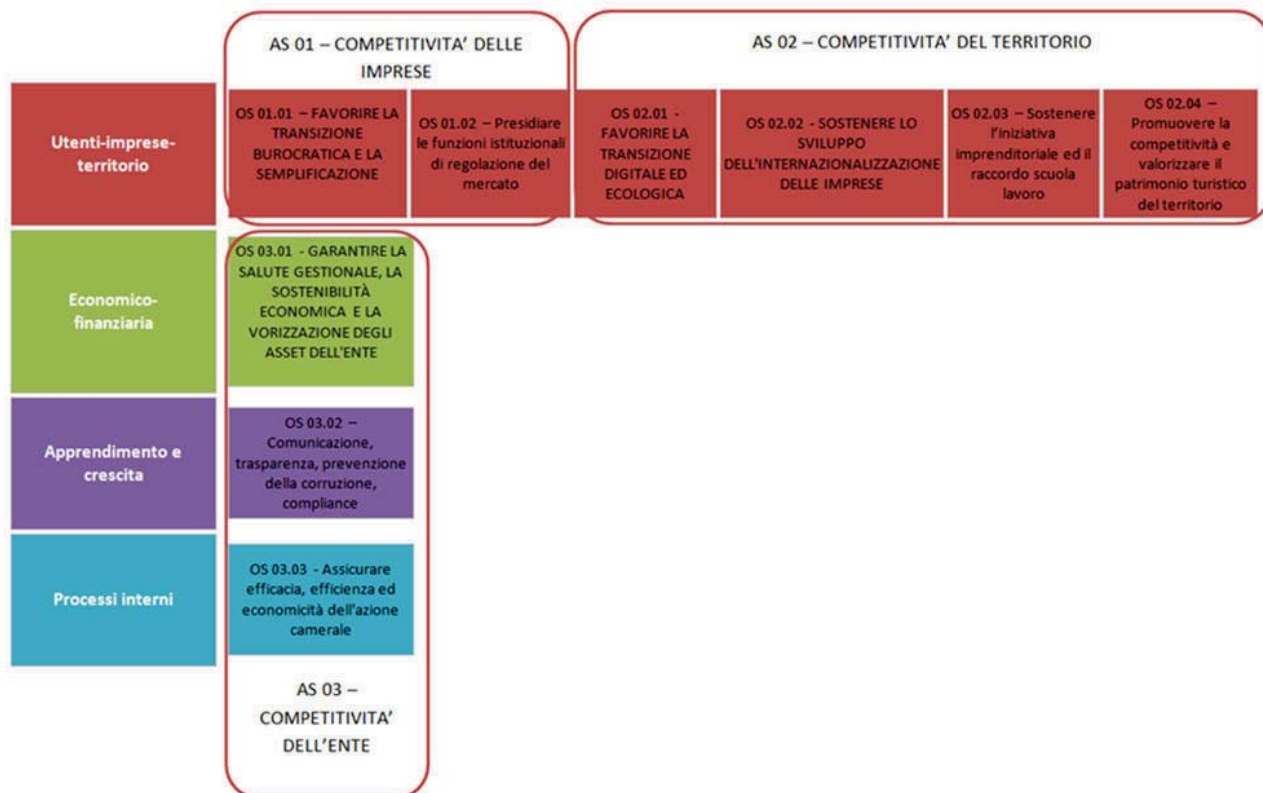 AS 01 – COMPETITIVITA’ DELLE
IMPRESE
AS 02 – COMPETITIVITA’ DEL TERRITORIO
Utenti-imprese-
territorio
OS 01.01 – FAVORIRE LA
TRANSIZIONE
BUROCRATICA E LA
SEMPLIFICAZIONE
OS 01.02 – Presidiare
le funzioni istituzionali
di regolazione del
mercato
OS 02.01 -
FAVORIRE LA
TRANSIZIONE
DIGITALE ED
ECOLOGICA
OS 02.02 - SOSTENERE LO
SVILUPPO
DELL'INTERNAZIONALIZZAZIONE
DELLE IMPRESE
OS 02.03 – Sostenere
l’iniziativa
imprenditoriale ed il
raccordo scuola
lavoro
OS 02.04 –
Promuovere la
competitività e
valorizzare il
patrimonio turistico
del territorio
Economico-
finanziaria
OS 03.01 - GARANTIRE LA
SALUTE GESTIONALE, LA
SOSTENIBILITÀ
ECONOMICA E LA
VORIZZAZIONE DEGLI
ASSET DELL'ENTE
Apprendimento e
crescita
OS 03.02 –
Comunicazione,
trasparenza, prevenzione
della corruzione,
compliance
Processi interni
OS 03.03 - Assicurare
efficacia, efficienza ed
economicità dell'azione
camerale
AS 03 –
COMPETITIVITA’
DELL’ENTE